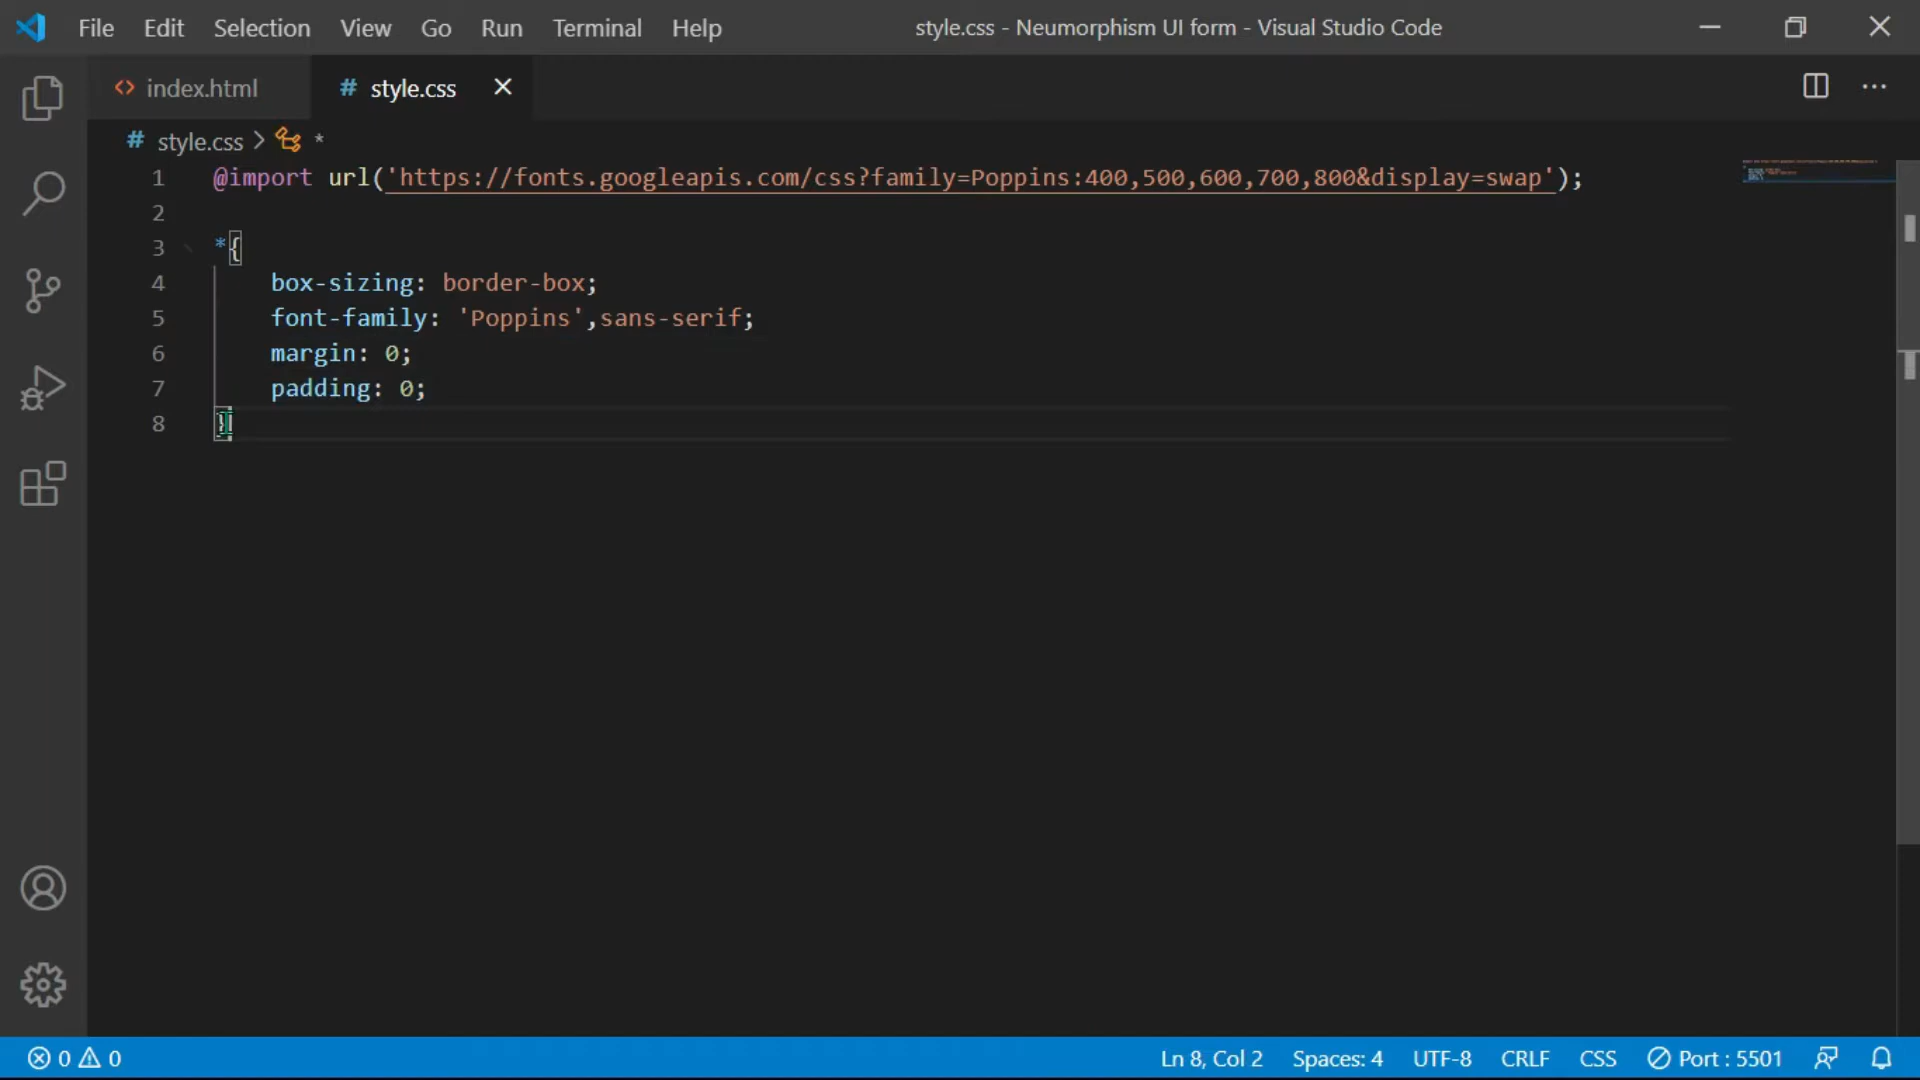 File Edit Selection View Go Run Terminal Help style.css - Neumorphism UI form - Visual Studio Code
<> index.html # style.css
# style.css > *
1 @import url('https://fonts.googleapis.com/css?family=Poppins:400,500,600,700,800&display=swap');
2
3 *{
4 box-sizing: border-box;
5 font-family: 'Poppins',sans-serif;
6 margin: 0;
7 padding: 0;
8 }
0 0 Ln 8, Col 2 Spaces: 4 UTF-8 CRLF CSS Port : 5501